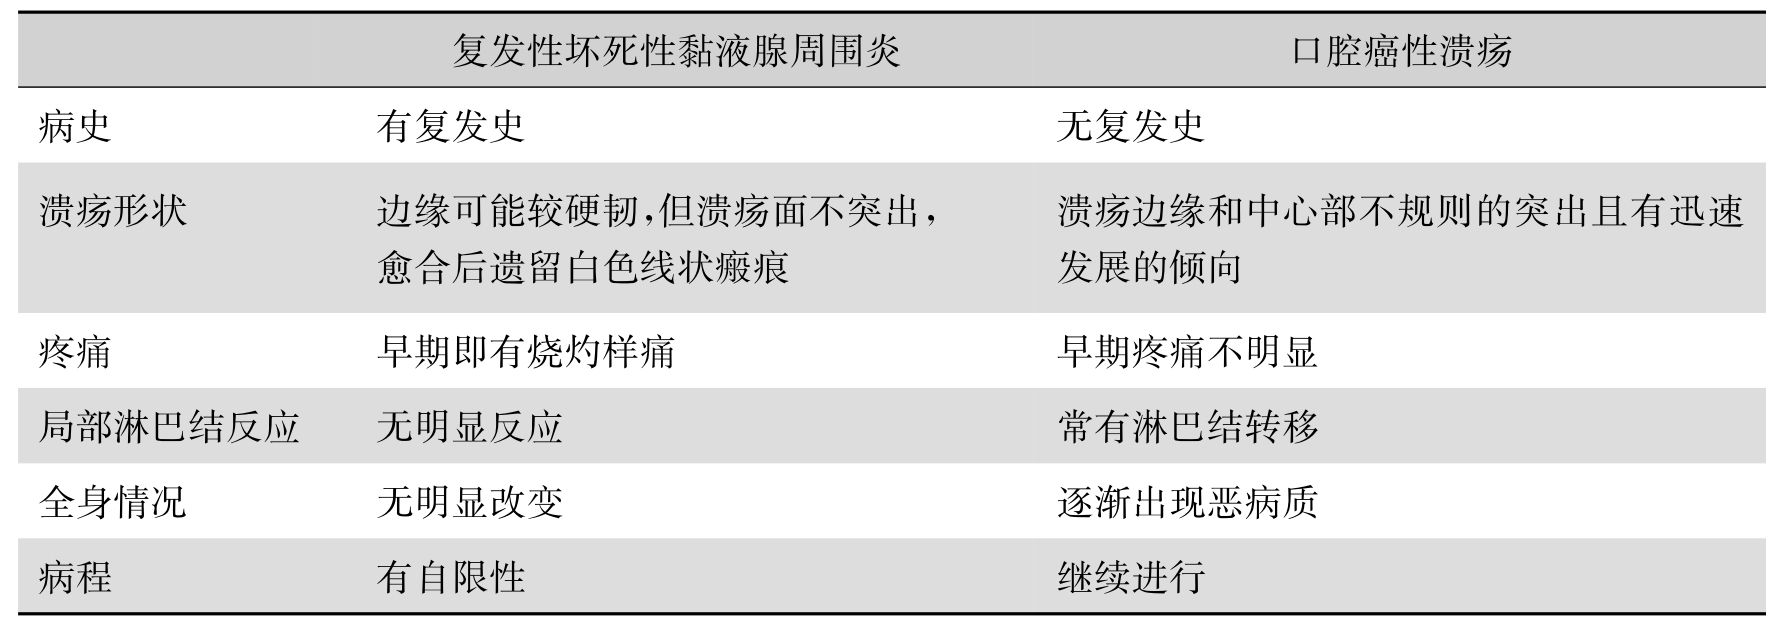 复发性坏死性黏液腺周围炎 口腔癌性溃疡
病史 有复发史 无复发史
溃疡形状 边缘可能较硬韧,但溃疡面不突出, 溃疡边缘和中心部不规则的突出且有迅速
愈合后遗留白色线状瘢痕 发展的倾向
疼痛 早期即有烧灼样痛 早期疼痛不明显
局部淋巴结反应 无明显反应 常有淋巴结转移
全身情况 无明显改变 逐渐出现恶病质
病程 有自限性 继续进行